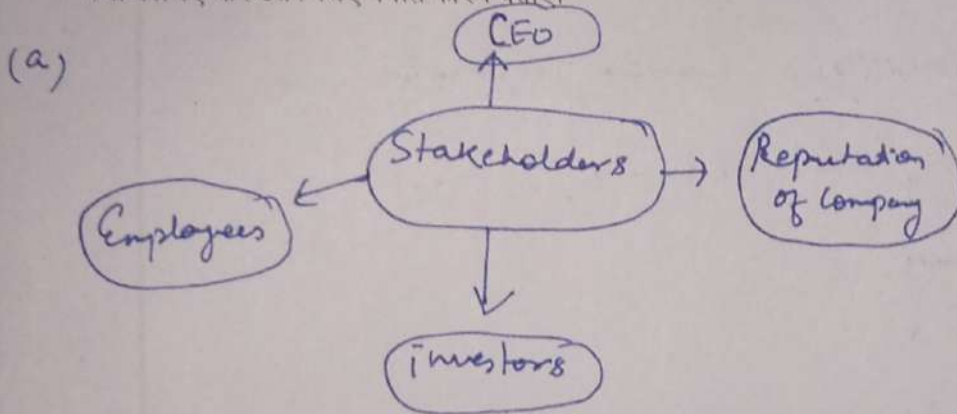 (a)
CEO
Stakeholders
Reputation
of Company
Employees
investors